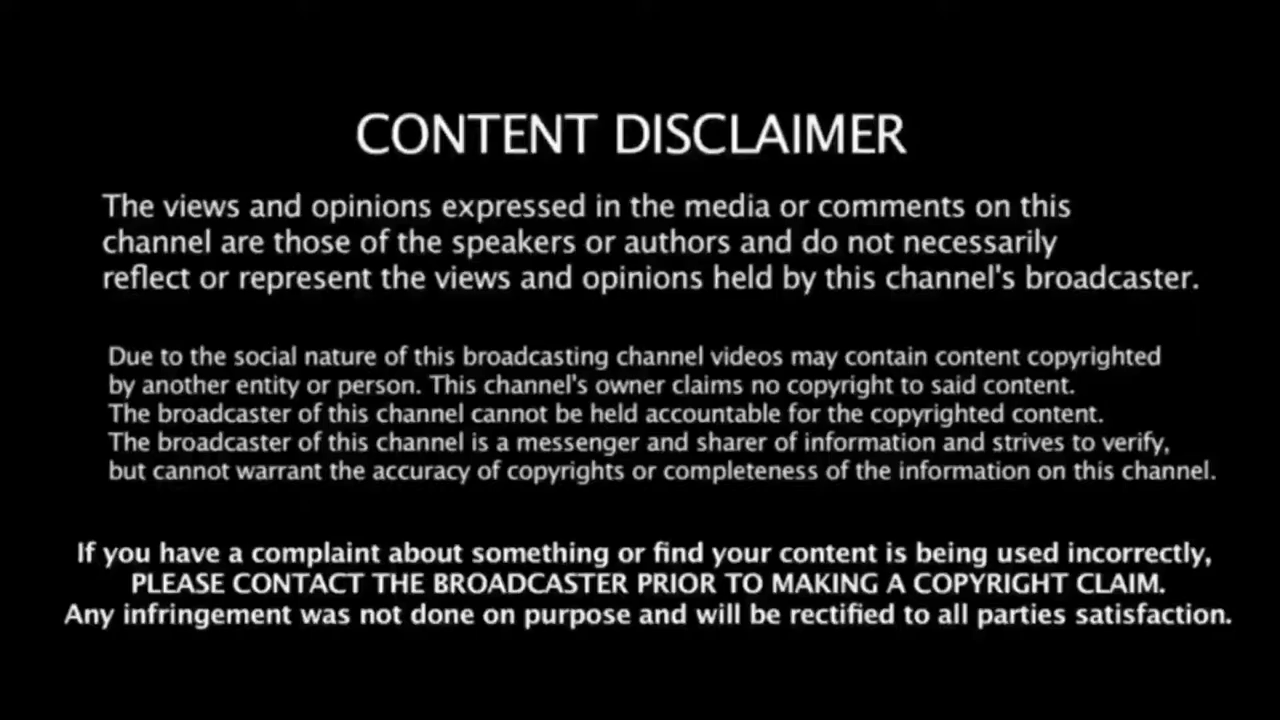 CONTENT DISCLAIMER
The views and opinions expressed in the media or comments on this
channel are those of the speakers or authors and do not necessarily
reflect or represent the views and opinions held by this channel's broadcaster.
Due to the social nature of this broadcasting channel videos may contain content copyrighted
by another entity or person. This channel's owner claims no copyright to said content.
The broadcaster of this channel cannot be held accountable for the copyrighted content.
The broadcaster of this channel is a messenger and sharer of information and strives to verify,
but cannot warrant the accuracy of copyrights or completeness of the information on this channel.
If you have a complaint about something or find your content is being used incorrectly,
PLEASE CONTACT THE BROADCASTER PRIOR TO MAKING A COPYRIGHT CLAIM.
Any infringement was not done on purpose and will be rectified to all parties satisfaction.